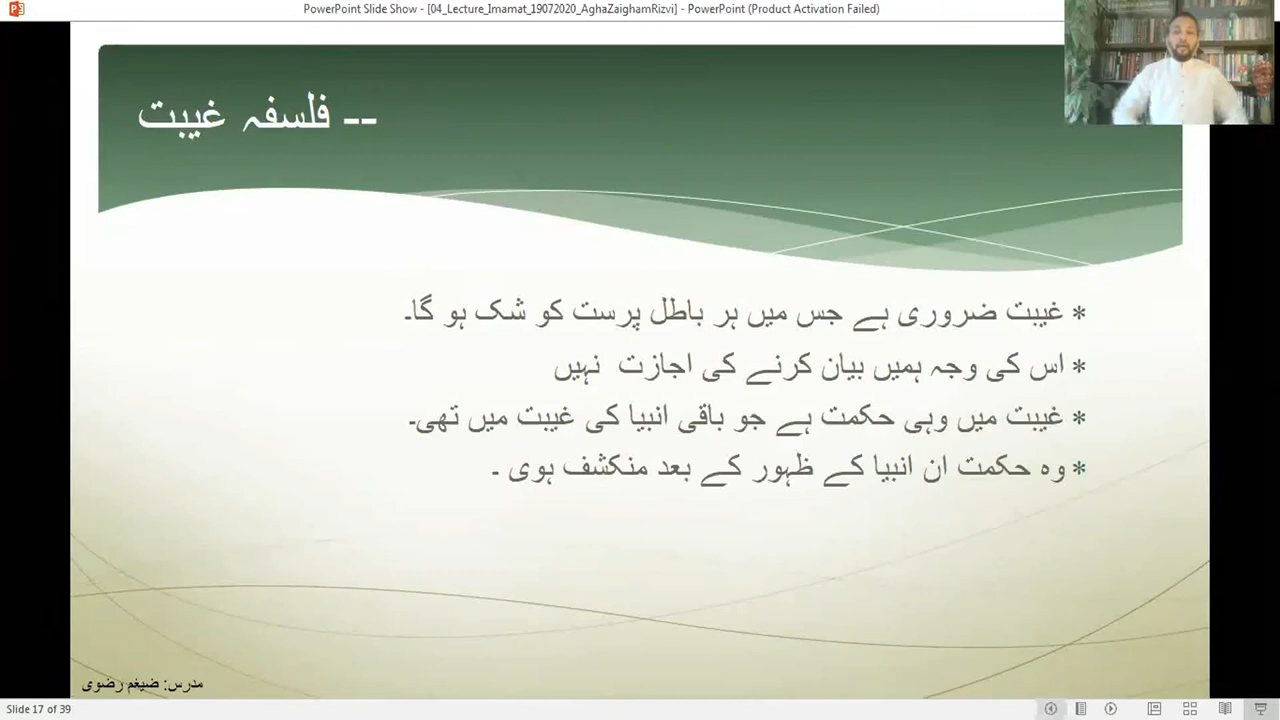 PowerPoint Slide Show - [04_Lecture_Imamat_19072020_AghaZaighamRizvi] - PowerPoint (Product Activation Failed)
-- فلسفہ غیبت
* غیبت ضروری ہے جس میں ہر باطل پرست کو شک ہو گا۔
* اس کی وجہ ہمیں بیان کرنے کی اجازت نہیں
* غیبت میں وہی حکمت ہے جو باقی انبیا کی غیبت میں تھی۔
* وہ حکمت ان انبیا کے ظہور کے بعد منکشف ہوی ۔
مدرس: ضیغم رضوی
Slide 17 of 39